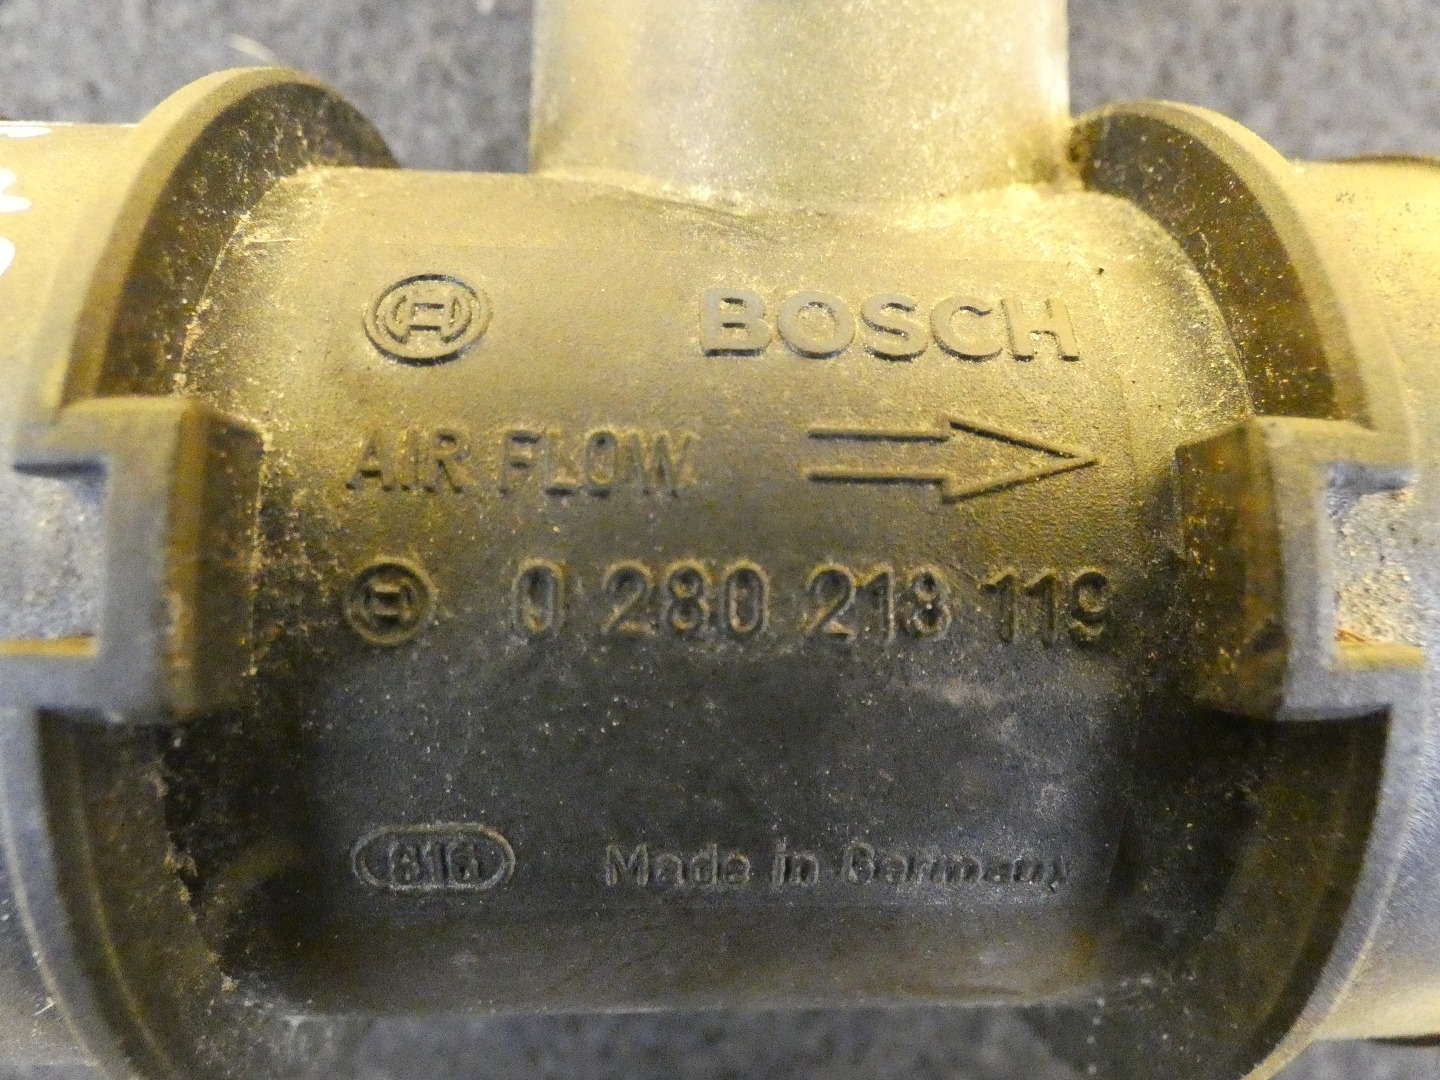 BOSCH
AIR FLOW
0 280 218 119
816
Made in Germany